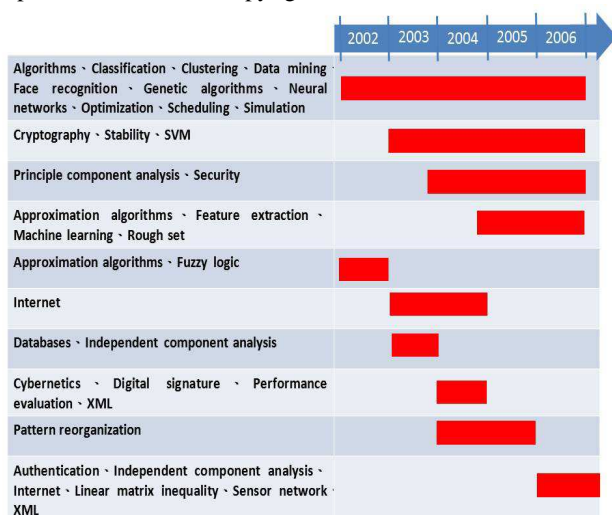 2002 2003 2004 2005 2006
Algorithms、Classification、Clustering、Data mining、
Face recognition、Genetic algorithms、Neural
networks、Optimization、Scheduling、Simulation
Cryptography、Stability、SVM
Principle component analysis、Security
Approximation algorithms、Feature extraction、
Machine learning、Rough set
Approximation algorithms、Fuzzy logic
Internet
Databases、Independent component analysis
Cybernetics、Digital signature、Performance
evaluation、XML
Pattern reorganization
Authentication、Independent component analysis、
Internet、Linear matrix inequality、Sensor network、
XML